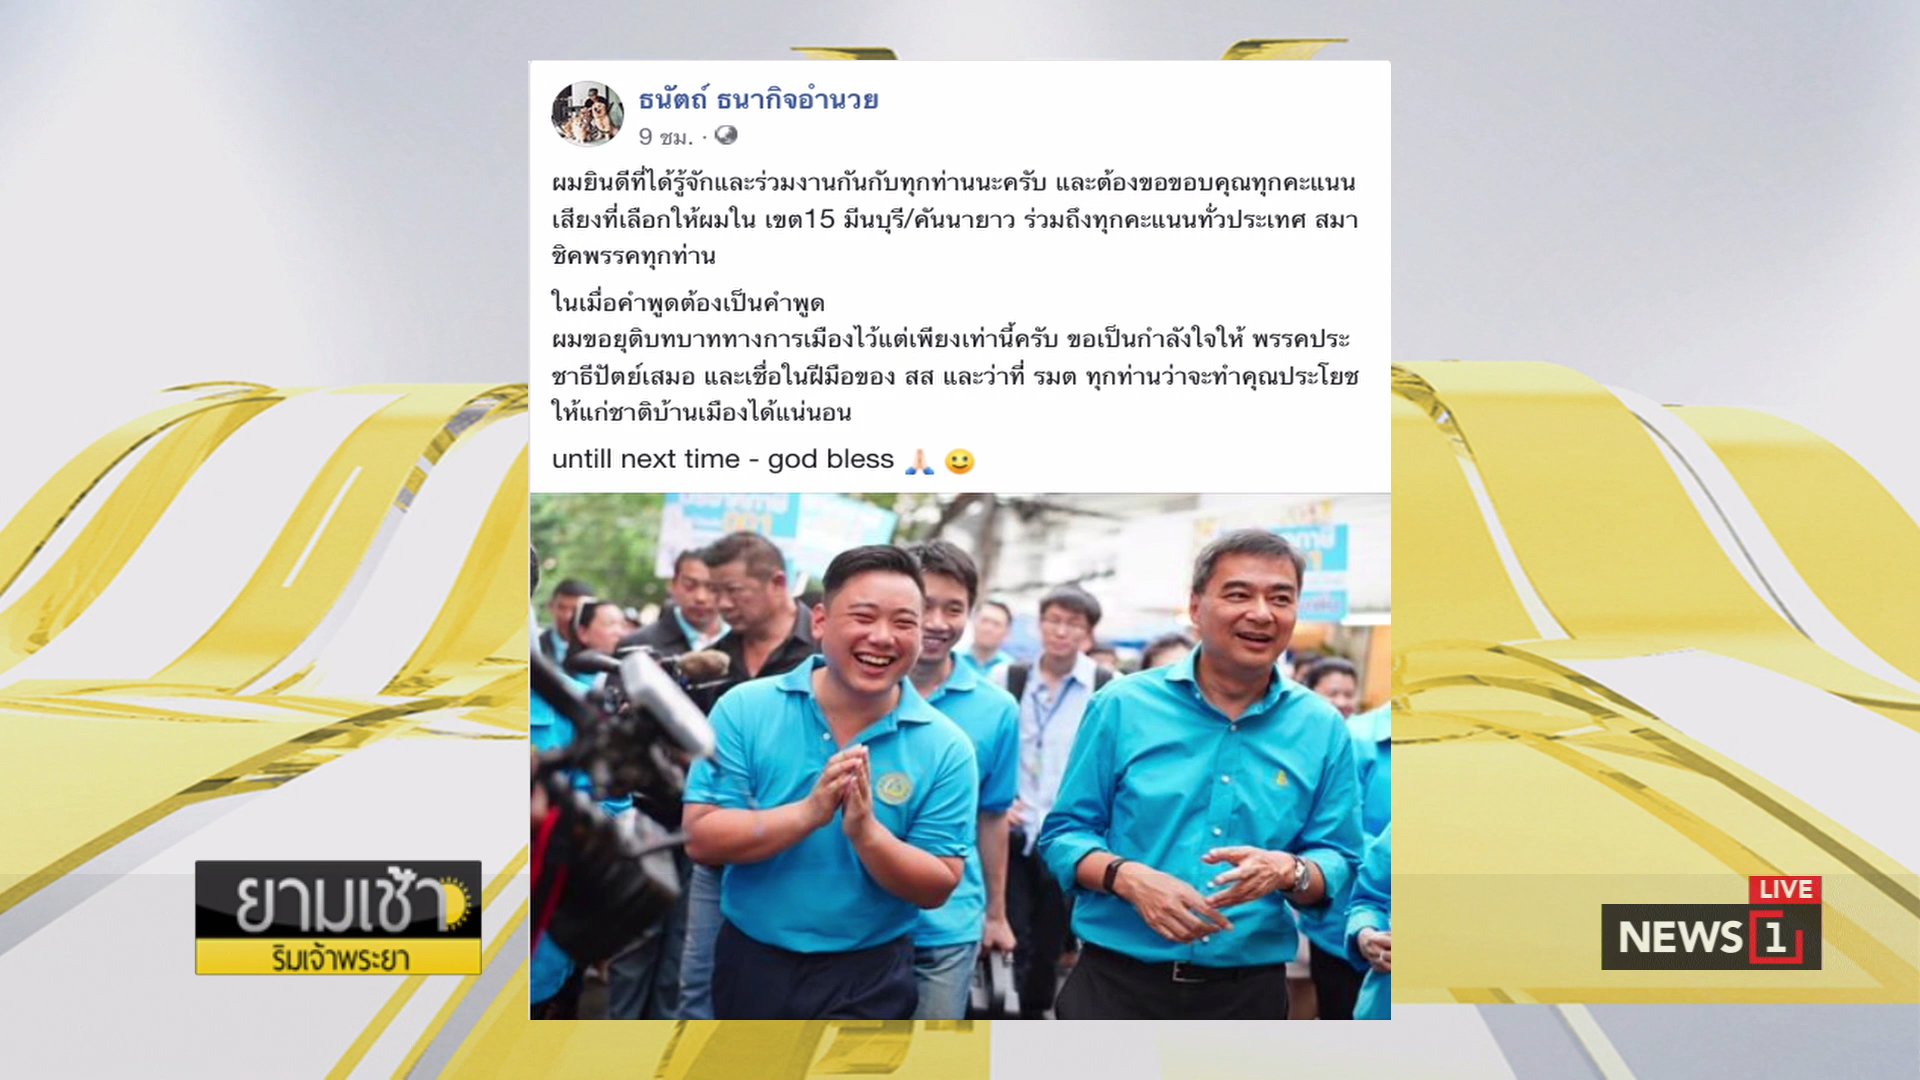 ธนัตถ์ ธนากิจอำนวย
9 ชม. ·
ผมยินดีที่ได้รู้จักและร่วมงานกันกับทุกท่านนะครับ และต้องขอขอบคุณทุกคะแนน
เสียงที่เลือกให้ผมใน เขต15 มีนบุรี/คันนายาว ร่วมถึงทุกคะแนนทั่วประเทศ สมา
ชิคพรรคทุกท่าน
ในเมื่อคำพูดต้องเป็นคำพูด
ผมขอยุติบทบาททางการเมืองไว้แต่เพียงเท่านี้ครับ ขอเป็นกำลังใจให้ พรรคประ
ชาธีปัตย์เสมอ และเชื่อในฝีมือของ สส และว่าที่ รมต ทุกท่านว่าจะทำคุณประโยช
ให้แก่ชาติบ้านเมืองได้แน่นอน
untill next time - god bless 🙏🏻 🙂
ยามเช้า
ริมเจ้าพระยา
LIVE
NEWS 1